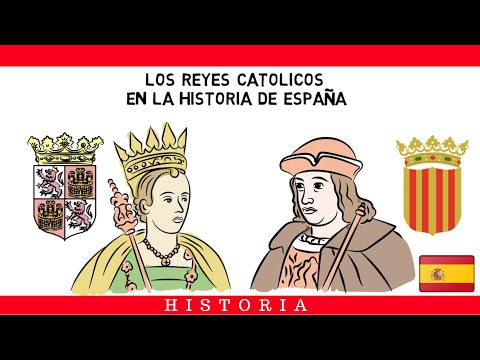 LOS REYES CATOLICOS
EN LA HISTORIA DE ESPAÑA
HISTORIA